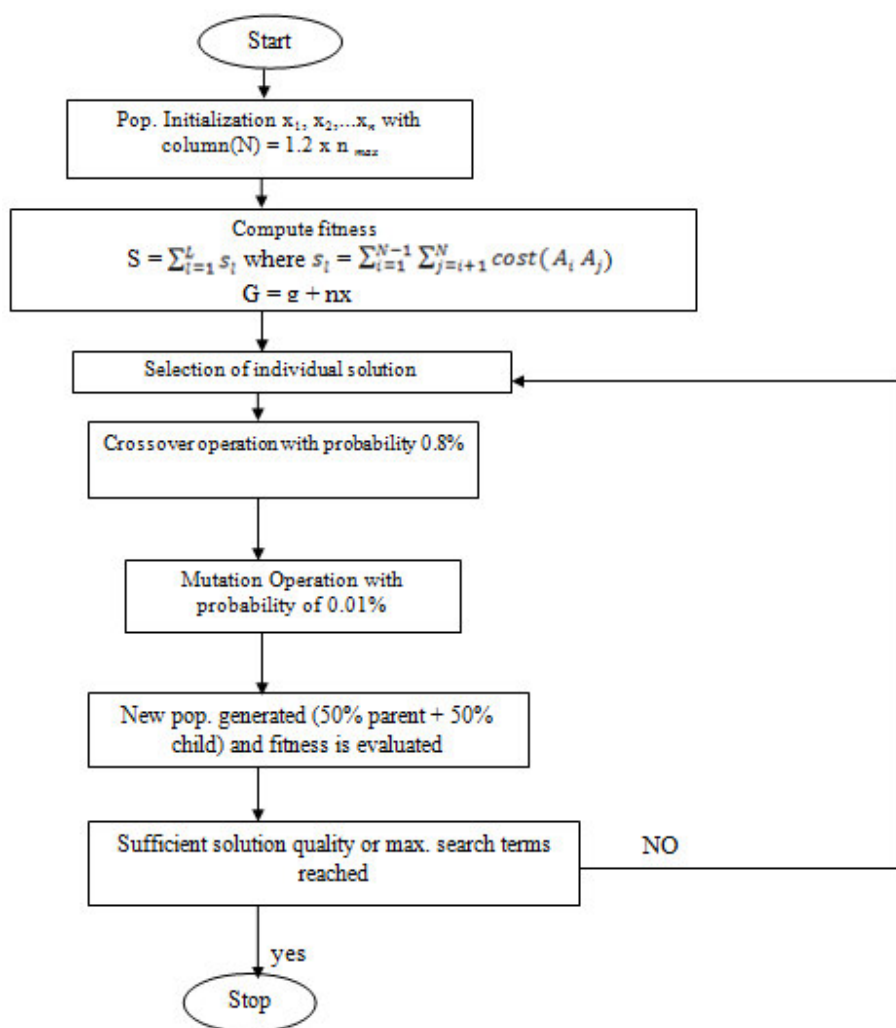 Start
Pop. Initialization x₁, x₂,...xₙ with
column(N) = 1.2 x n ₘₐₓ
Compute fitness
S = ∑ᴸₗ₌₁ sₗ where sₗ = ∑ᵢ₌₁ᴺ⁻¹ ∑ⱼ₌ᵢ₊₁ᴺ cost( Aᵢ Aⱼ)
G = g + nx
Selection of individual solution
Crossover operation with probability 0.8%
Mutation Operation with
probability of 0.01%
New pop. generated (50% parent + 50%
child) and fitness is evaluated
Sufficient solution quality or max. search terms
reached
NO
yes
Stop